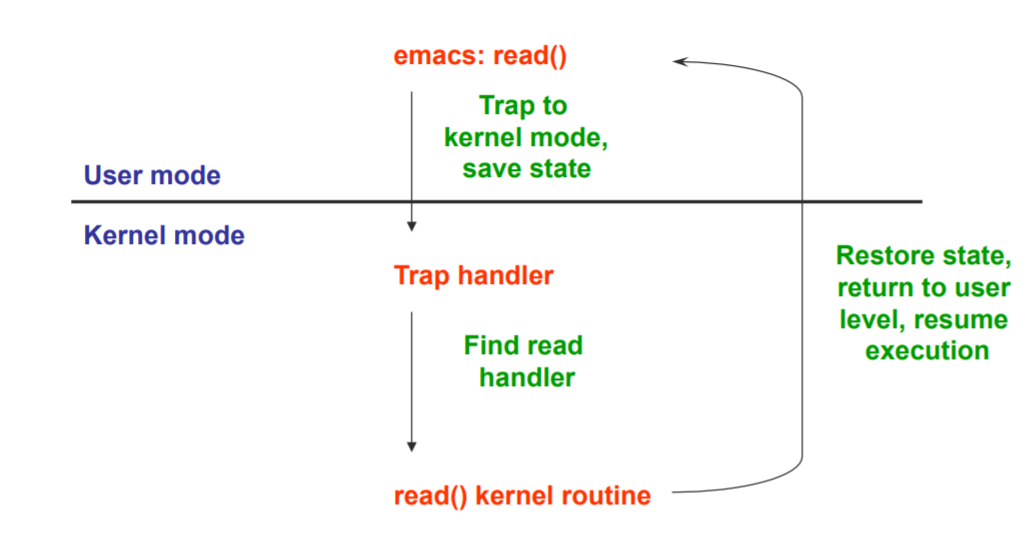 emacs: read()
Trap to
kernel mode,
save state
User mode
Kernel mode
Trap handler
Restore state,
return to user
level, resume
execution
Find read
handler
read() kernel routine